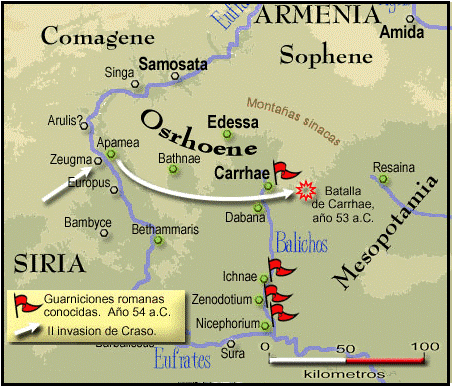 ARMENIA
Amida
Comagene
Sophene
Samosata
Singa
Montañas sinacas
Arulis?
Edessa
Osrhoene
Apamea
Zeugma
Bathnae
Carrhae
Resaina
Europus
Batalla
de Carrhae,
año 53 a.C.
Dabana
Bambyce
Bethammaris
Balichos
Mesopotamia
SIRIA
Ichnae
Guarniciones romanas
conocidas. Año 54 a.C.
Zenodotium
II invasion de Craso.
Nicephorium
Eufrates
Sura
0 50 100
kilometros